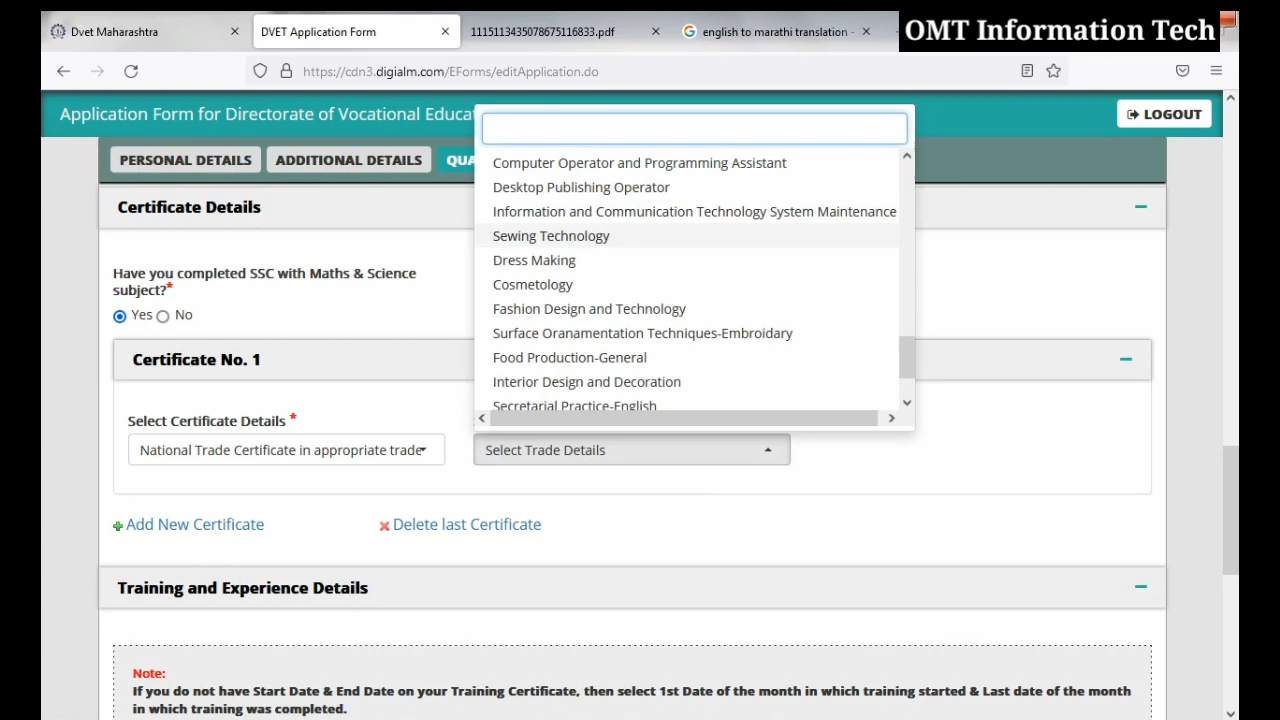 Dvet Maharashtra
DVET Application Form
1115113435078675116833.pdf
english to marathi translation -
OMT Information Tech
https://cdn3.digialm.com/EForms/editApplication.do
Application Form for Directorate of Vocational Educat
LOGOUT
PERSONAL DETAILS
ADDITIONAL DETAILS
QUA
Certificate Details
Computer Operator and Programming Assistant
Desktop Publishing Operator
Information and Communication Technology System Maintenance
Sewing Technology
Dress Making
Cosmetology
Fashion Design and Technology
Surface Oranamentation Techniques-Embroidary
Food Production-General
Interior Design and Decoration
Secretarial Practice-English
Have you completed SSC with Maths & Science
subject?*
Yes No
Certificate No. 1
Select Certificate Details *
National Trade Certificate in appropriate trade
Select Trade Details
Add New Certificate
Delete last Certificate
Training and Experience Details
Note:
If you do not have Start Date & End Date on your Training Certificate, then select 1st Date of the month in which training started & Last date of the month
in which training was completed.